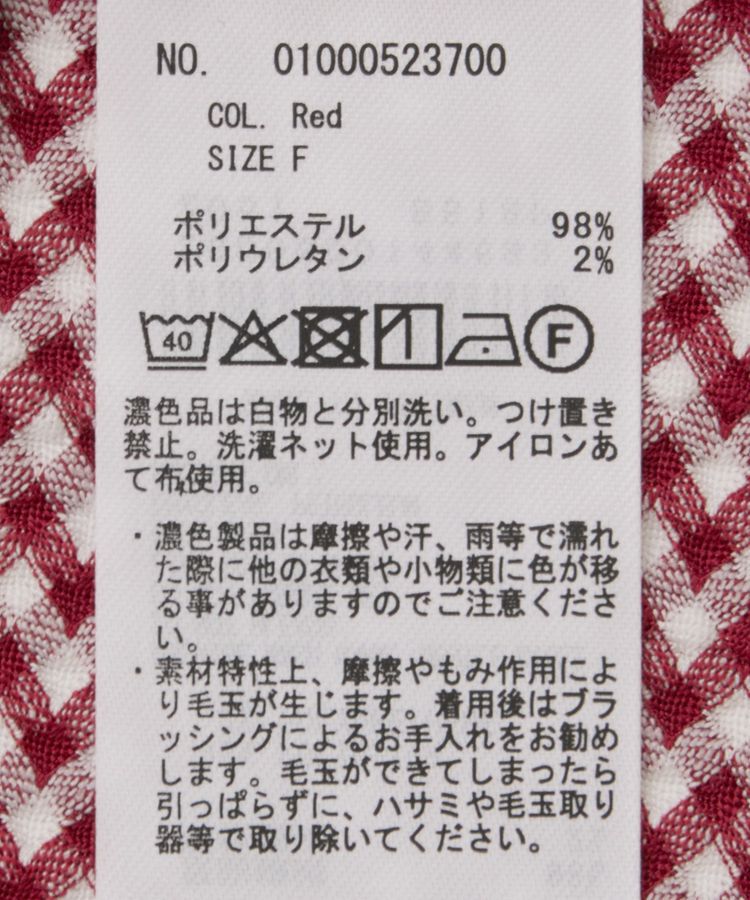 NO. 01000523700
COL. Red
SIZE F
ポリエステル 98%
ポリウレタン 2%
40 F
濃色品は白物と分別洗い。つけ置き
禁止。洗濯ネット使用。アイロンあ
て布使用。
・濃色製品は摩擦や汗、雨等で濡れ
た際に他の衣類や小物類に色が移
る事がありますのでご注意くださ
い。
・素材特性上、摩擦やもみ作用によ
り毛玉が生じます。着用後はブラ
ッシングによるお手入れをお勧め
します。毛玉ができてしまったら
引っぱらずに、ハサミや毛玉取り
器等で取り除いてください。